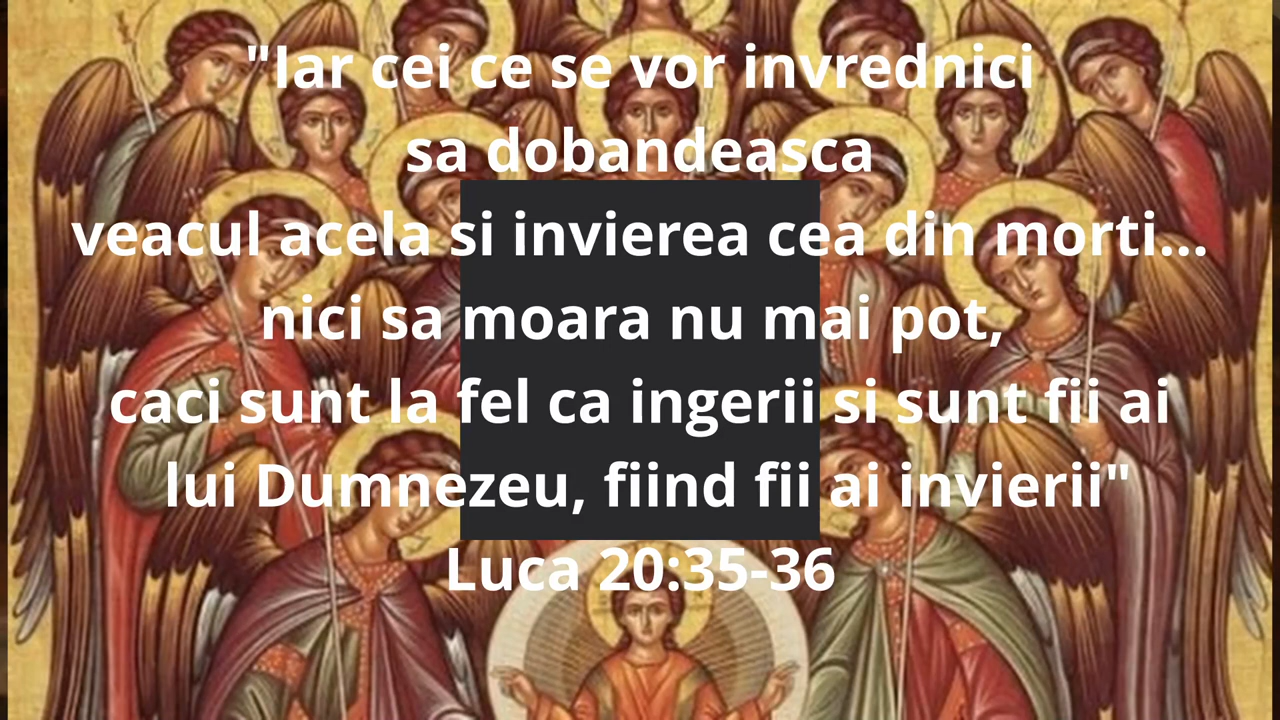 "Iar cei ce se vor invrednici
sa dobandeasca
veacul acela si invierea cea din morti...
nici sa moara nu mai pot,
caci sunt la fel ca ingerii si sunt fii ai
lui Dumnezeu, fiind fii ai invierii"
Luca 20:35-36